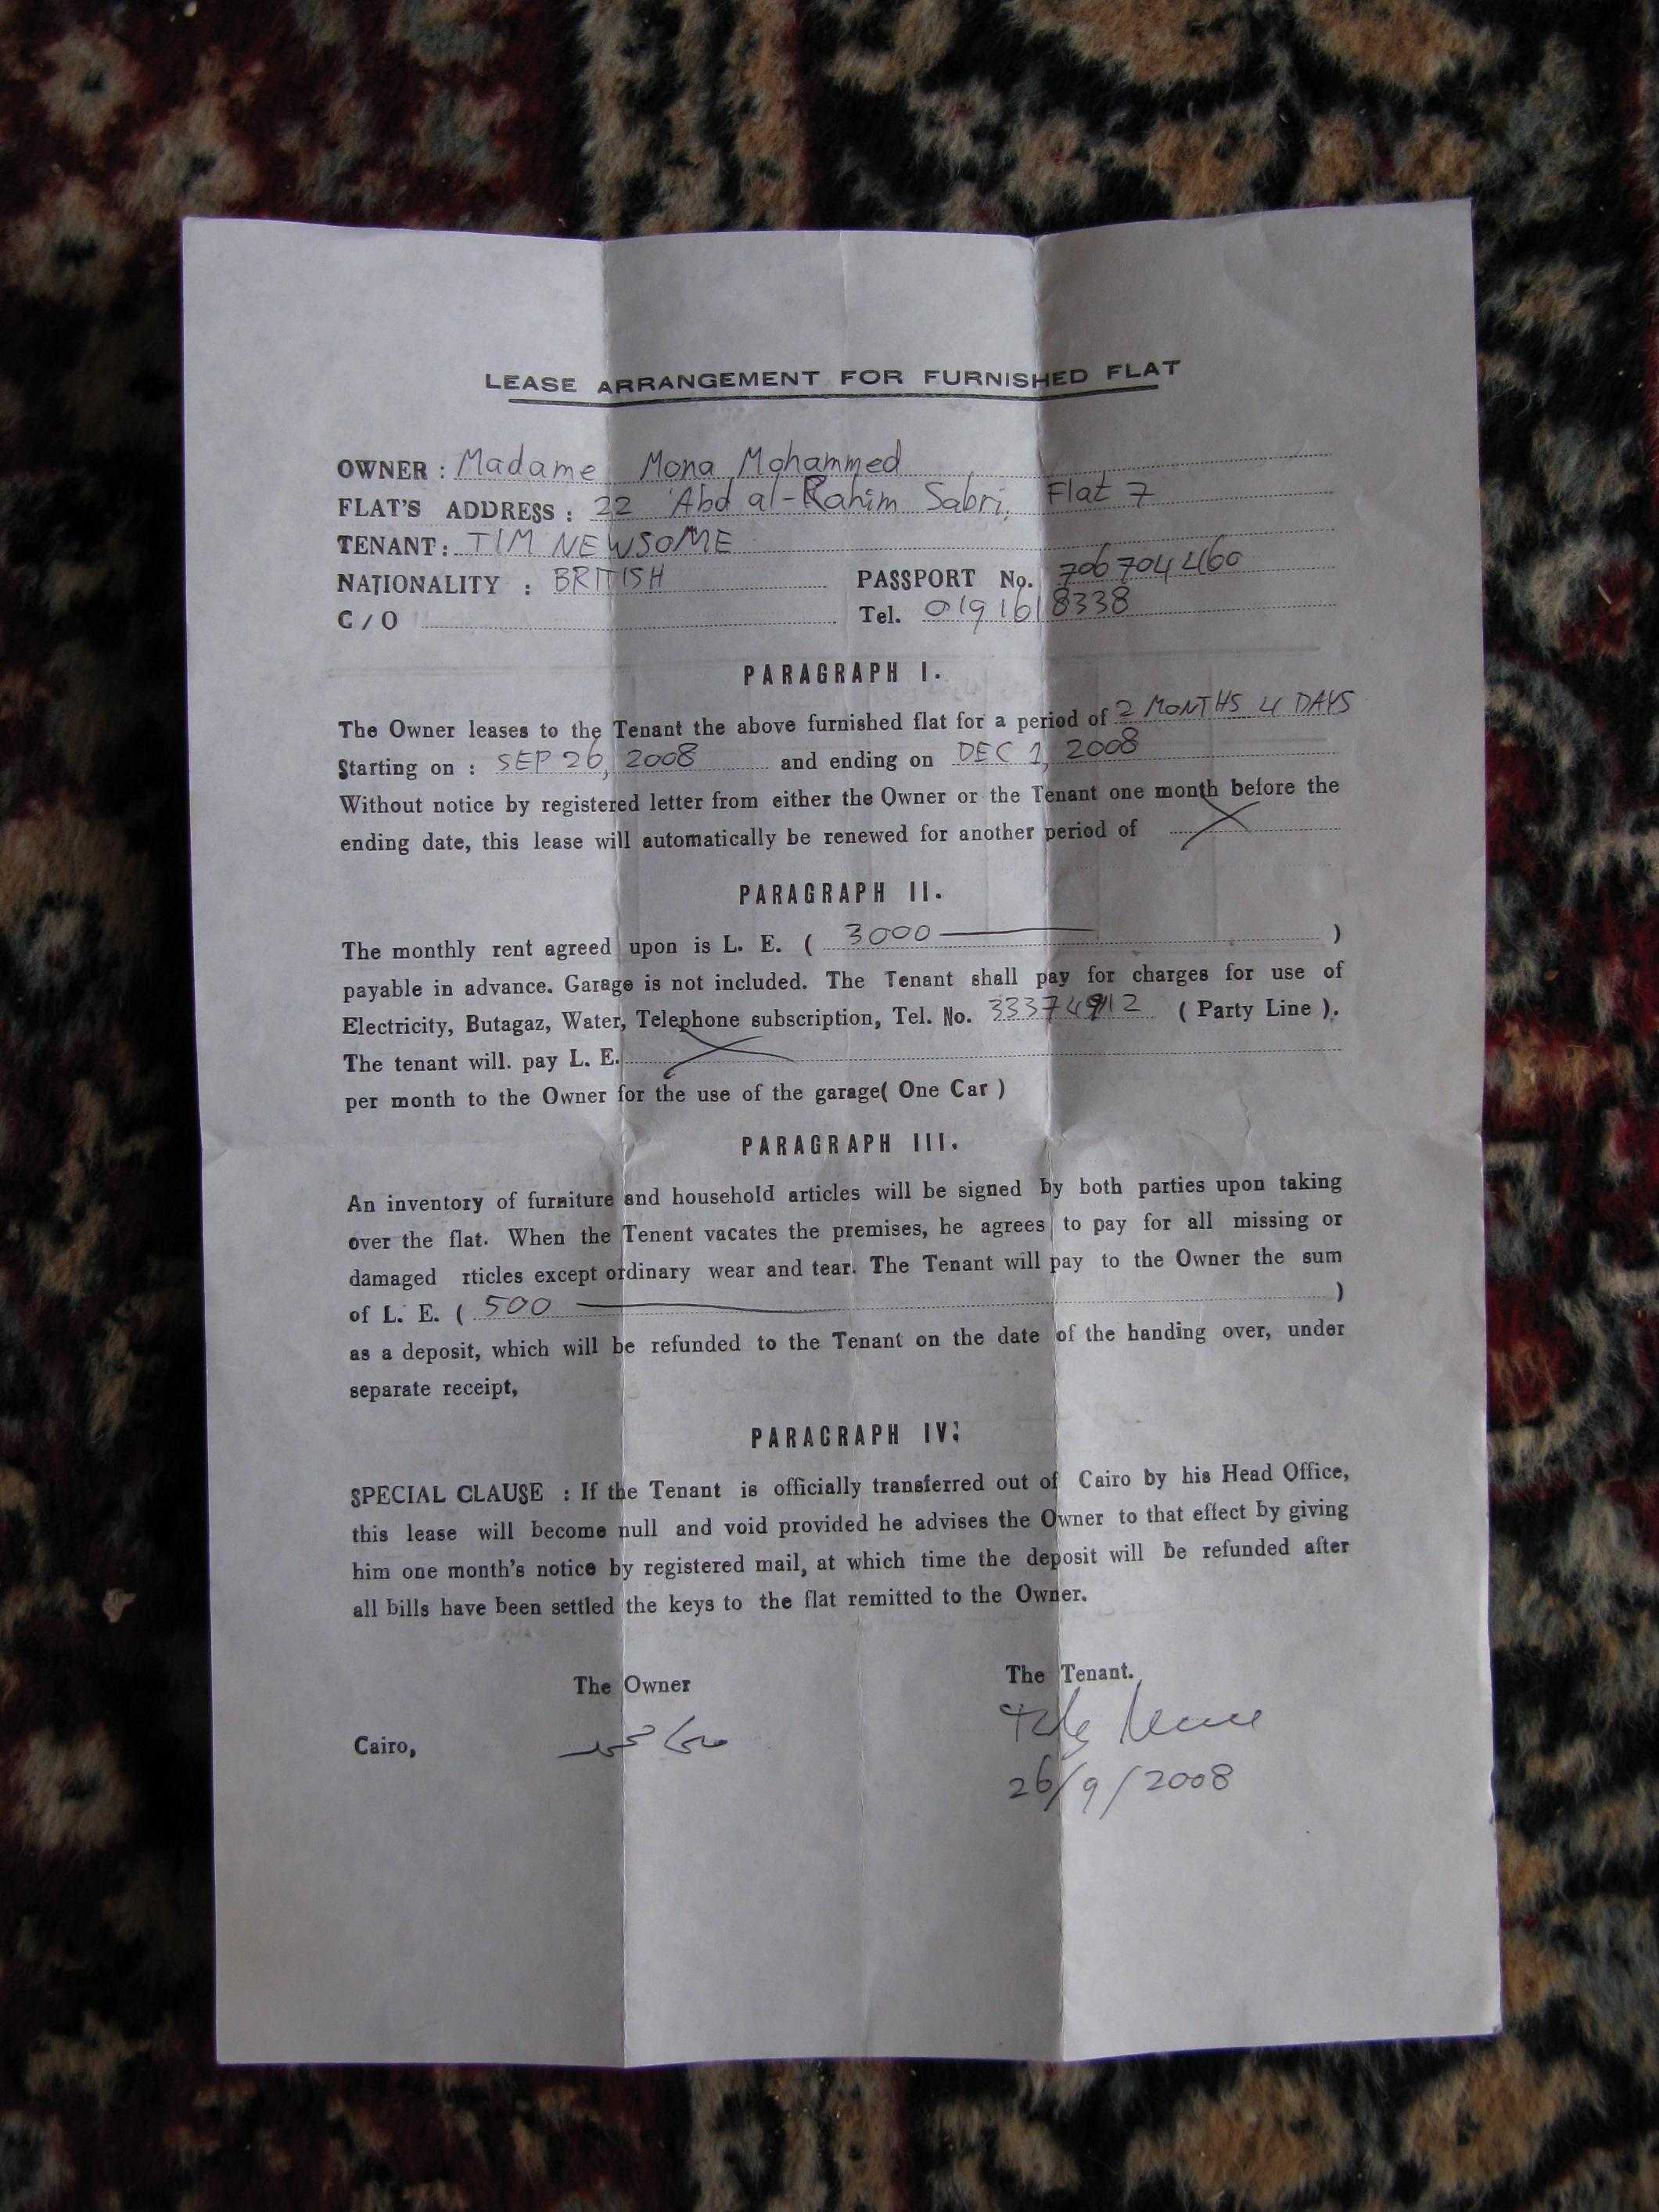 LEASE ARRANGEMENT FOR FURNISHED FLAT
OWNER : Madame Mona Mohammed
FLAT'S ADDRESS : 22 'Abd al-Rahim Sabri, Flat 7
TENANT : TIM NEWSOME
NATIONALITY : BRITISH PASSPORT No. 706704460
C / O Tel. 0191618338
PARAGRAPH I.
The Owner leases to the Tenant the above furnished flat for a period of 2 MONTHS 4 DAYS
Starting on : SEP 26, 2008 and ending on DEC 1, 2008
Without notice by registered letter from either the Owner or the Tenant one month before the
ending date, this lease will automatically be renewed for another period of
PARAGRAPH II.
The monthly rent agreed upon is L. E. ( 3000 )
payable in advance. Garage is not included. The Tenant shall pay for charges for use of
Electricity, Butagaz, Water, Telephone subscription, Tel. No. 33374912 ( Party Line ).
The tenant will. pay L. E.
per month to the Owner for the use of the garage( One Car )
PARAGRAPH III.
An inventory of furniture and household articles will be signed by both parties upon taking
over the flat. When the Tenent vacates the premises, he agrees to pay for all missing or
damaged rticles except ordinary wear and tear. The Tenant will pay to the Owner the sum
of L. E. ( 500 )
as a deposit, which will be refunded to the Tenant on the date of the handing over, under
separate receipt,
PARAGRAPH IV.
SPECIAL CLAUSE : If the Tenant is officially transferred out of Cairo by his Head Office,
this lease will become null and void provided he advises the Owner to that effect by giving
him one month's notice by registered mail, at which time the deposit will be refunded after
all bills have been settled the keys to the flat remitted to the Owner.
The Owner The Tenant.
Cairo, منى محمد
26/9/2008